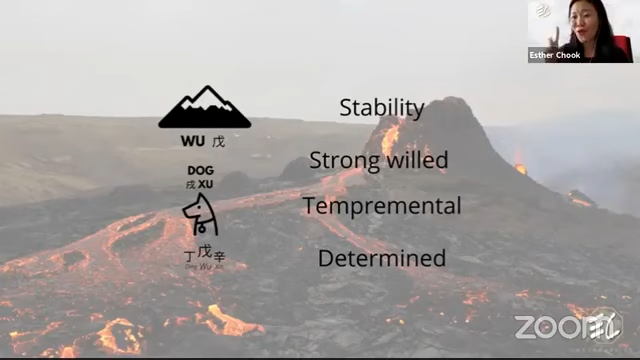 Esther Chook
Stability
WU 戊
Strong willed
DOG
戌 XU
Tempremental
丁戊辛
Ding Wu Xin
Determined
zoom